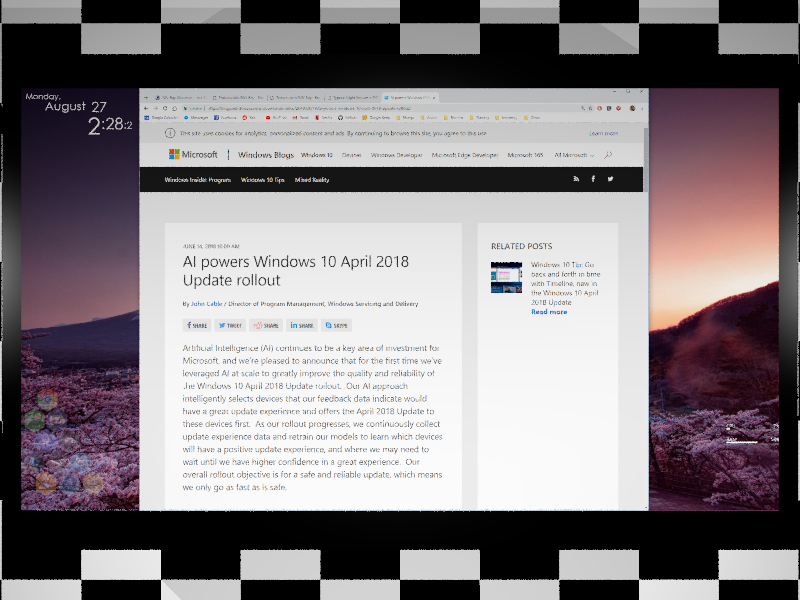 Monday,
August 27
2:28:2
This site uses cookies for analytics, personalized content and ads. By continuing to browse this site, you agree to this use.
Learn more
Microsoft | Windows Blogs Windows 10 Devices Windows Developer Microsoft Edge Developer Microsoft 365 All Microsoft
Windows Insider Program Windows 10 Tips Mixed Reality
JUNE 14, 2018 10:00 AM
AI powers Windows 10 April 2018
Update rollout
By John Cable / Director of Program Management, Windows Servicing and Delivery
SHARE TWEET SHARE SHARE SKYPE
Artificial Intelligence (AI) continues to be a key area of investment for
Microsoft, and we're pleased to announce that for the first time we've
leveraged AI at scale to greatly improve the quality and reliability of
the Windows 10 April 2018 Update rollout. Our AI approach
intelligently selects devices that our feedback data indicate would
have a great update experience and offers the April 2018 Update to
these devices first. As our rollout progresses, we continuously collect
update experience data and retrain our models to learn which devices
will have a positive update experience, and where we may need to
wait until we have higher confidence in a great experience. Our
overall rollout objective is for a safe and reliable update, which means
we only go as fast as is safe.
RELATED POSTS
Windows 10 Tip: Go
back and forth in time
with Timeline, new in
the Windows 10 April
2018 Update
Read more